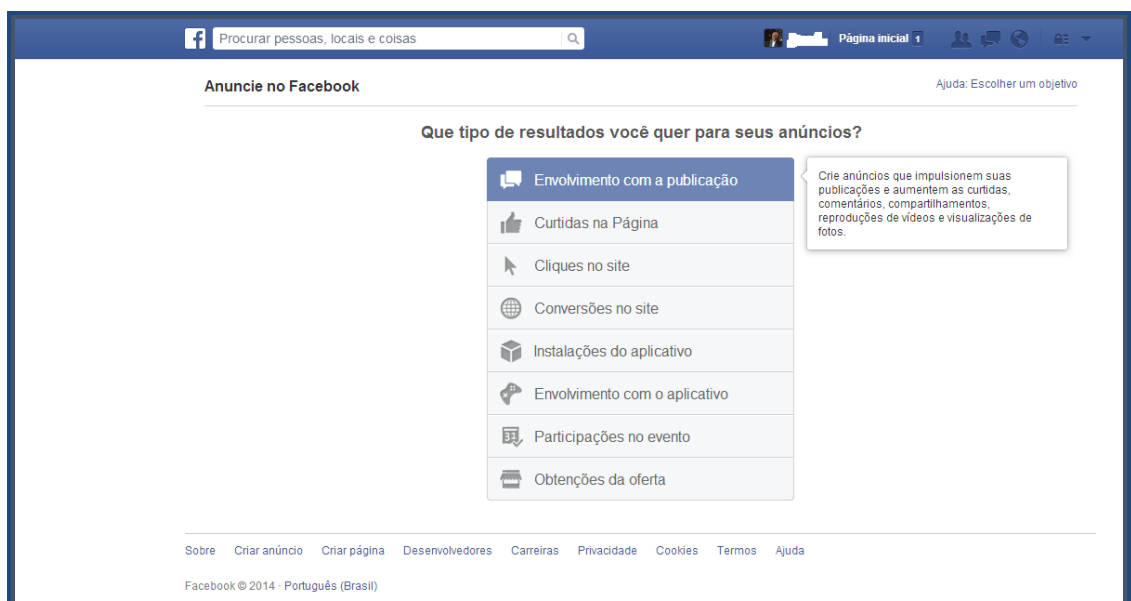 Procurar pessoas, locais e coisas
Página inicial 1
Anuncie no Facebook
Ajuda: Escolher um objetivo
Que tipo de resultados você quer para seus anúncios?
Envolvimento com a publicação
Crie anúncios que impulsionem suas
publicações e aumentem as curtidas,
comentários, compartilhamentos,
reproduções de vídeos e visualizações de
fotos.
Curtidas na Página
Cliques no site
Conversões no site
Instalações do aplicativo
Envolvimento com o aplicativo
31
Participações no evento
Obtenções da oferta
Sobre Criar anúncio Criar página Desenvolvedores Carreiras Privacidade Cookies Termos Ajuda
Facebook © 2014 · Português (Brasil)